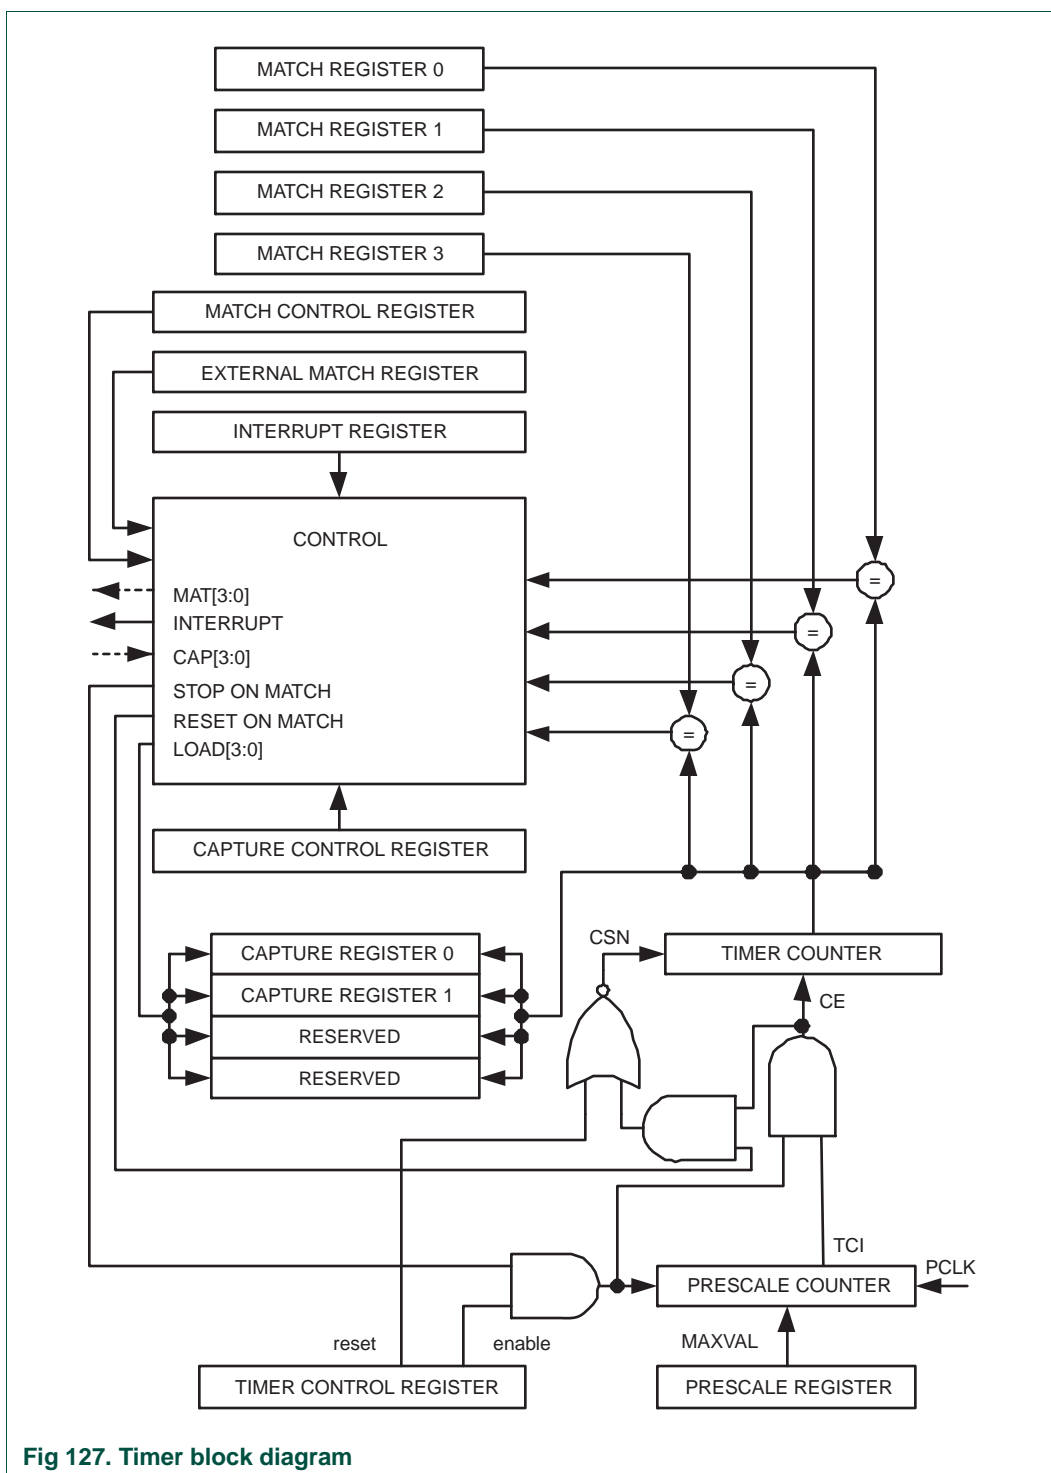 MATCH REGISTER 0
MATCH REGISTER 1
MATCH REGISTER 2
MATCH REGISTER 3
MATCH CONTROL REGISTER
EXTERNAL MATCH REGISTER
INTERRUPT REGISTER
CONTROL
=
=
=
=
MAT[3:0]
INTERRUPT
CAP[3:0]
STOP ON MATCH
RESET ON MATCH
LOAD[3:0]
CAPTURE CONTROL REGISTER
CSN
CAPTURE REGISTER 0
TIMER COUNTER
CAPTURE REGISTER 1
CE
RESERVED
RESERVED
TCI
PCLK
PRESCALE COUNTER
reset
enable
MAXVAL
TIMER CONTROL REGISTER
PRESCALE REGISTER
Fig 127. Timer block diagram